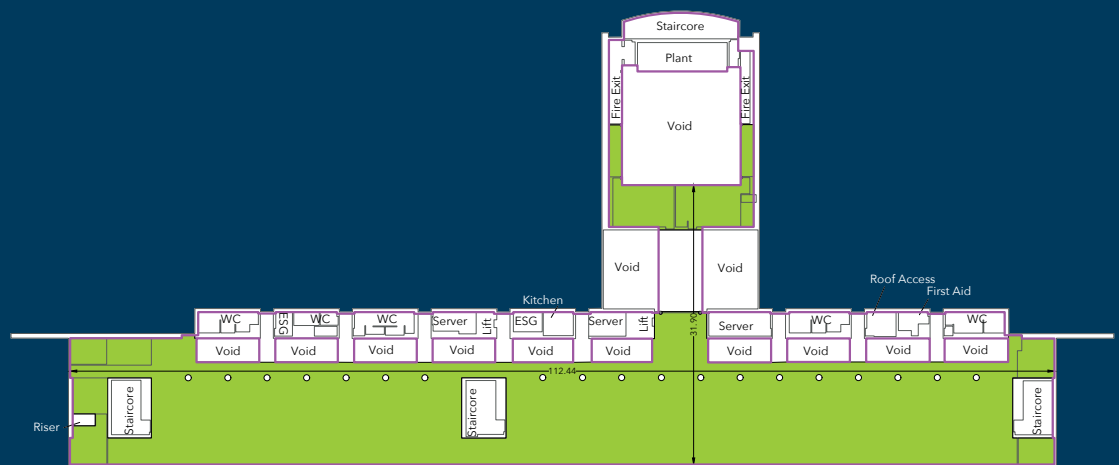 Staircore
Plant
Fire Exit
Fire Exit
Void
Void
Void
Roof Access
First Aid
Kitchen
WC
ESG
WC
WC
Server
Lift
ESG
Server
Lift
Server
WC
WC
31.90
Void
Void
Void
Void
Void
Void
Void
Void
Void
Void
112.44
Staircore
Staircore
Staircore
Riser